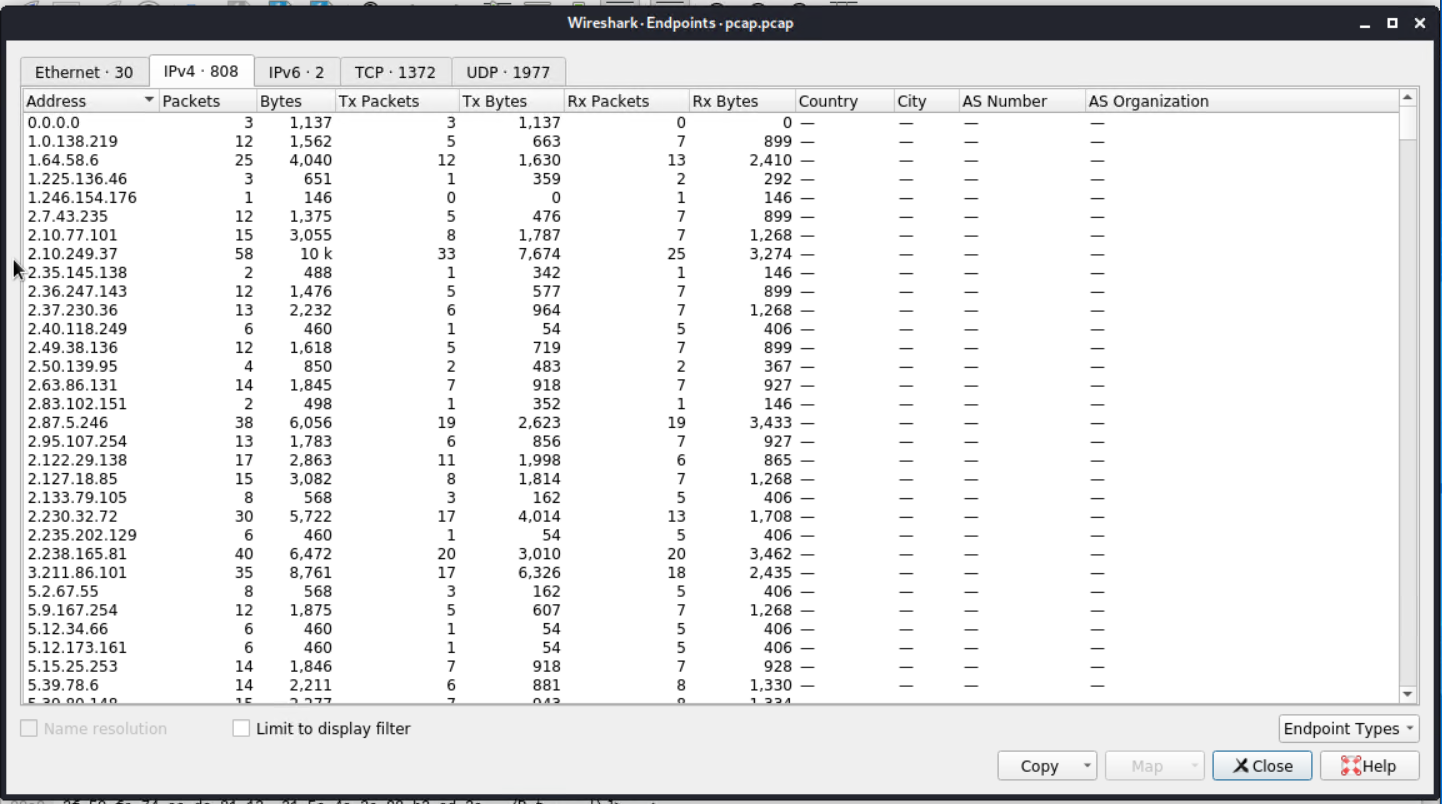 Wireshark · Endpoints · pcap.pcap
Ethernet · 30 IPv4 · 808 IPv6 · 2 TCP · 1372 UDP · 1977
Address Packets Bytes Tx Packets Tx Bytes Rx Packets Rx Bytes Country City AS Number AS Organization
0.0.0.0 3 1,137 3 1,137 0 0 — — — —
1.0.138.219 12 1,562 5 663 7 899 — — — —
1.64.58.6 25 4,040 12 1,630 13 2,410 — — — —
1.225.136.46 3 651 1 359 2 292 — — — —
1.246.154.176 1 146 0 0 1 146 — — — —
2.7.43.235 12 1,375 5 476 7 899 — — — —
2.10.77.101 15 3,055 8 1,787 7 1,268 — — — —
2.10.249.37 58 10 k 33 7,674 25 3,274 — — — —
2.35.145.138 2 488 1 342 1 146 — — — —
2.36.247.143 12 1,476 5 577 7 899 — — — —
2.37.230.36 13 2,232 6 964 7 1,268 — — — —
2.40.118.249 6 460 1 54 5 406 — — — —
2.49.38.136 12 1,618 5 719 7 899 — — — —
2.50.139.95 4 850 2 483 2 367 — — — —
2.63.86.131 14 1,845 7 918 7 927 — — — —
2.83.102.151 2 498 1 352 1 146 — — — —
2.87.5.246 38 6,056 19 2,623 19 3,433 — — — —
2.95.107.254 13 1,783 6 856 7 927 — — — —
2.122.29.138 17 2,863 11 1,998 6 865 — — — —
2.127.18.85 15 3,082 8 1,814 7 1,268 — — — —
2.133.79.105 8 568 3 162 5 406 — — — —
2.230.32.72 30 5,722 17 4,014 13 1,708 — — — —
2.235.202.129 6 460 1 54 5 406 — — — —
2.238.165.81 40 6,472 20 3,010 20 3,462 — — — —
3.211.86.101 35 8,761 17 6,326 18 2,435 — — — —
5.2.67.55 8 568 3 162 5 406 — — — —
5.9.167.254 12 1,875 5 607 7 1,268 — — — —
5.12.34.66 6 460 1 54 5 406 — — — —
5.12.173.161 6 460 1 54 5 406 — — — —
5.15.25.253 14 1,846 7 918 7 928 — — — —
5.39.78.6 14 2,211 6 881 8 1,330 — — — —
Name resolution Limit to display filter Endpoint Types
Copy Map Close Help